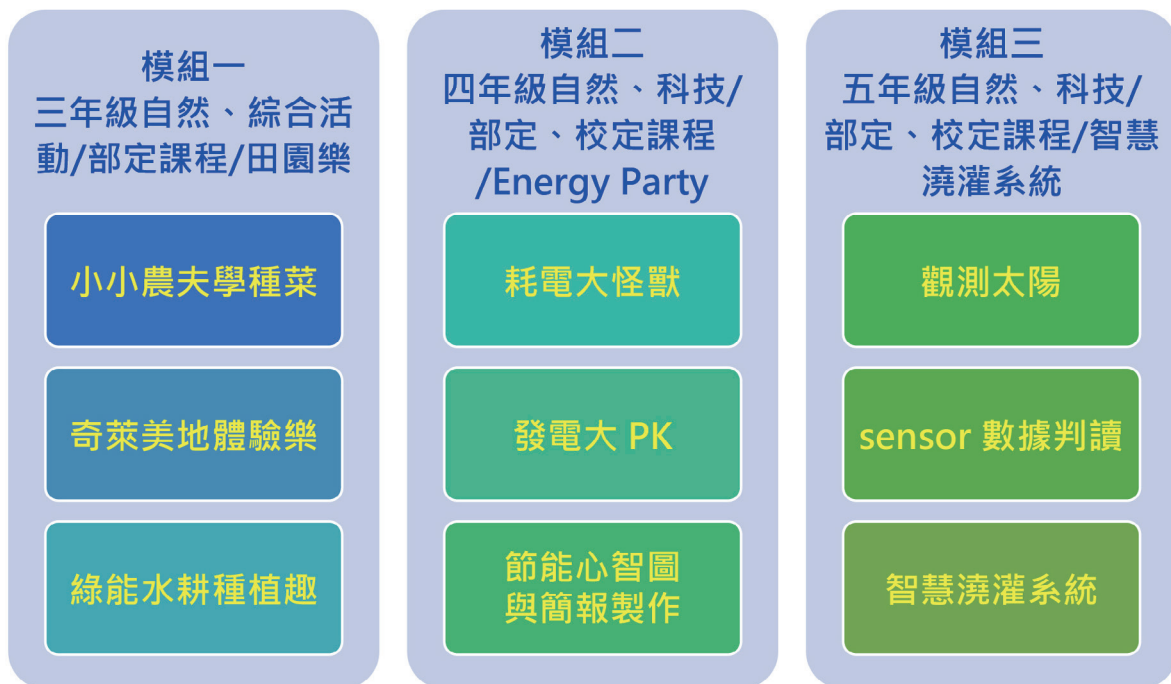 模組一
三年級自然、綜合活
動/部定課程/田園樂
小小農夫學種菜
奇萊美地體驗樂
綠能水耕種植趣
模組二
四年級自然、科技/
部定、校定課程
/Energy Party
耗電大怪獸
發電大 PK
節能心智圖
與簡報製作
模組三
五年級自然、科技/
部定、校定課程/智慧
澆灌系統
觀測太陽
sensor 數據判讀
智慧澆灌系統